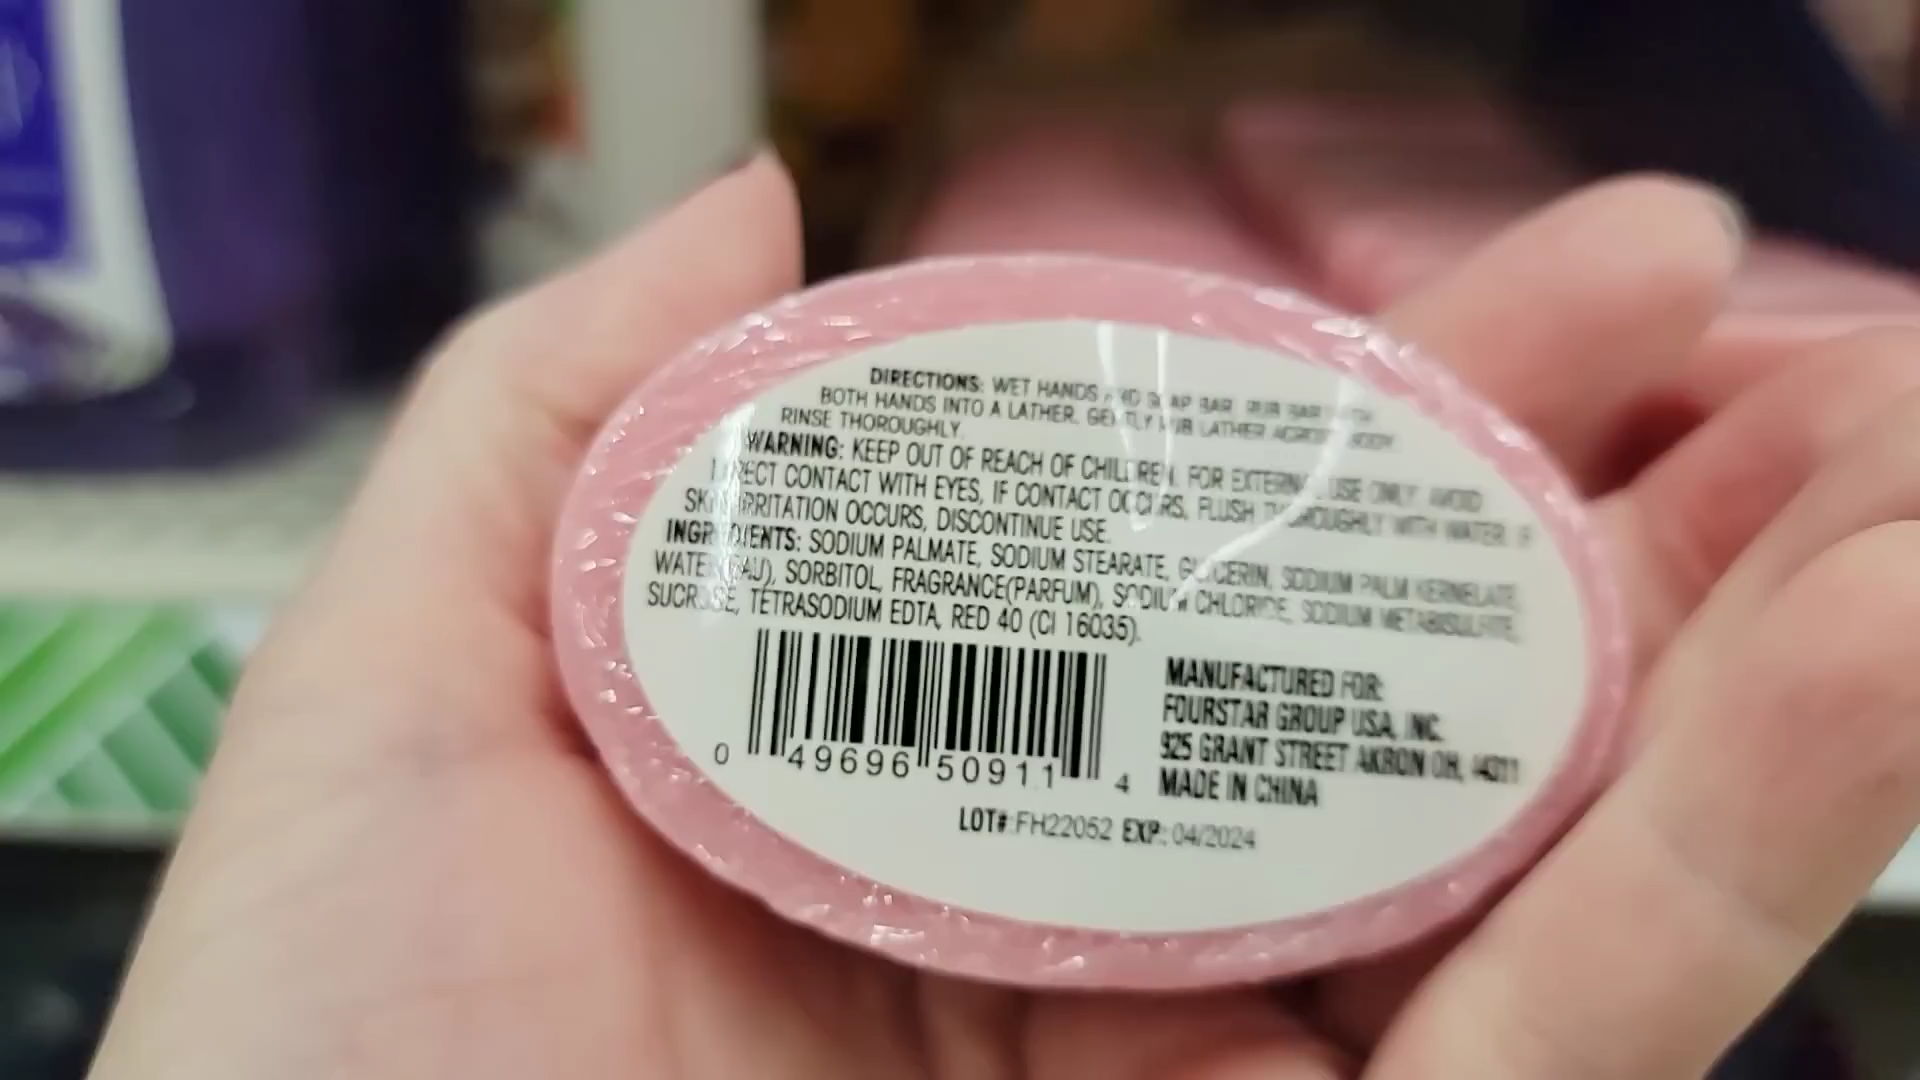 DIRECTIONS: WET HANDS AND SOAP BAR. RUB BAR WITH
BOTH HANDS INTO A LATHER. GENTLY RUB LATHER ACROSS BODY.
RINSE THOROUGHLY.
WARNING: KEEP OUT OF REACH OF CHILDREN. FOR EXTERNAL USE ONLY. AVOID
DIRECT CONTACT WITH EYES, IF CONTACT OCCURS, FLUSH THOROUGHLY WITH WATER. IF
SKIN IRRITATION OCCURS, DISCONTINUE USE.
INGREDIENTS: SODIUM PALMATE, SODIUM STEARATE, GLYCERIN, SODIUM PALM KERNELATE,
WATER(EAU), SORBITOL, FRAGRANCE(PARFUM), SODIUM CHLORIDE, SODIUM METABISULFITE,
SUCROSE, TETRASODIUM EDTA, RED 40 (CI 16035).
0 49696 50911 4
MANUFACTURED FOR:
FOURSTAR GROUP USA, INC.
925 GRANT STREET AKRON OH, 44311
MADE IN CHINA
LOT#:FH22052 EXP: 04/2024